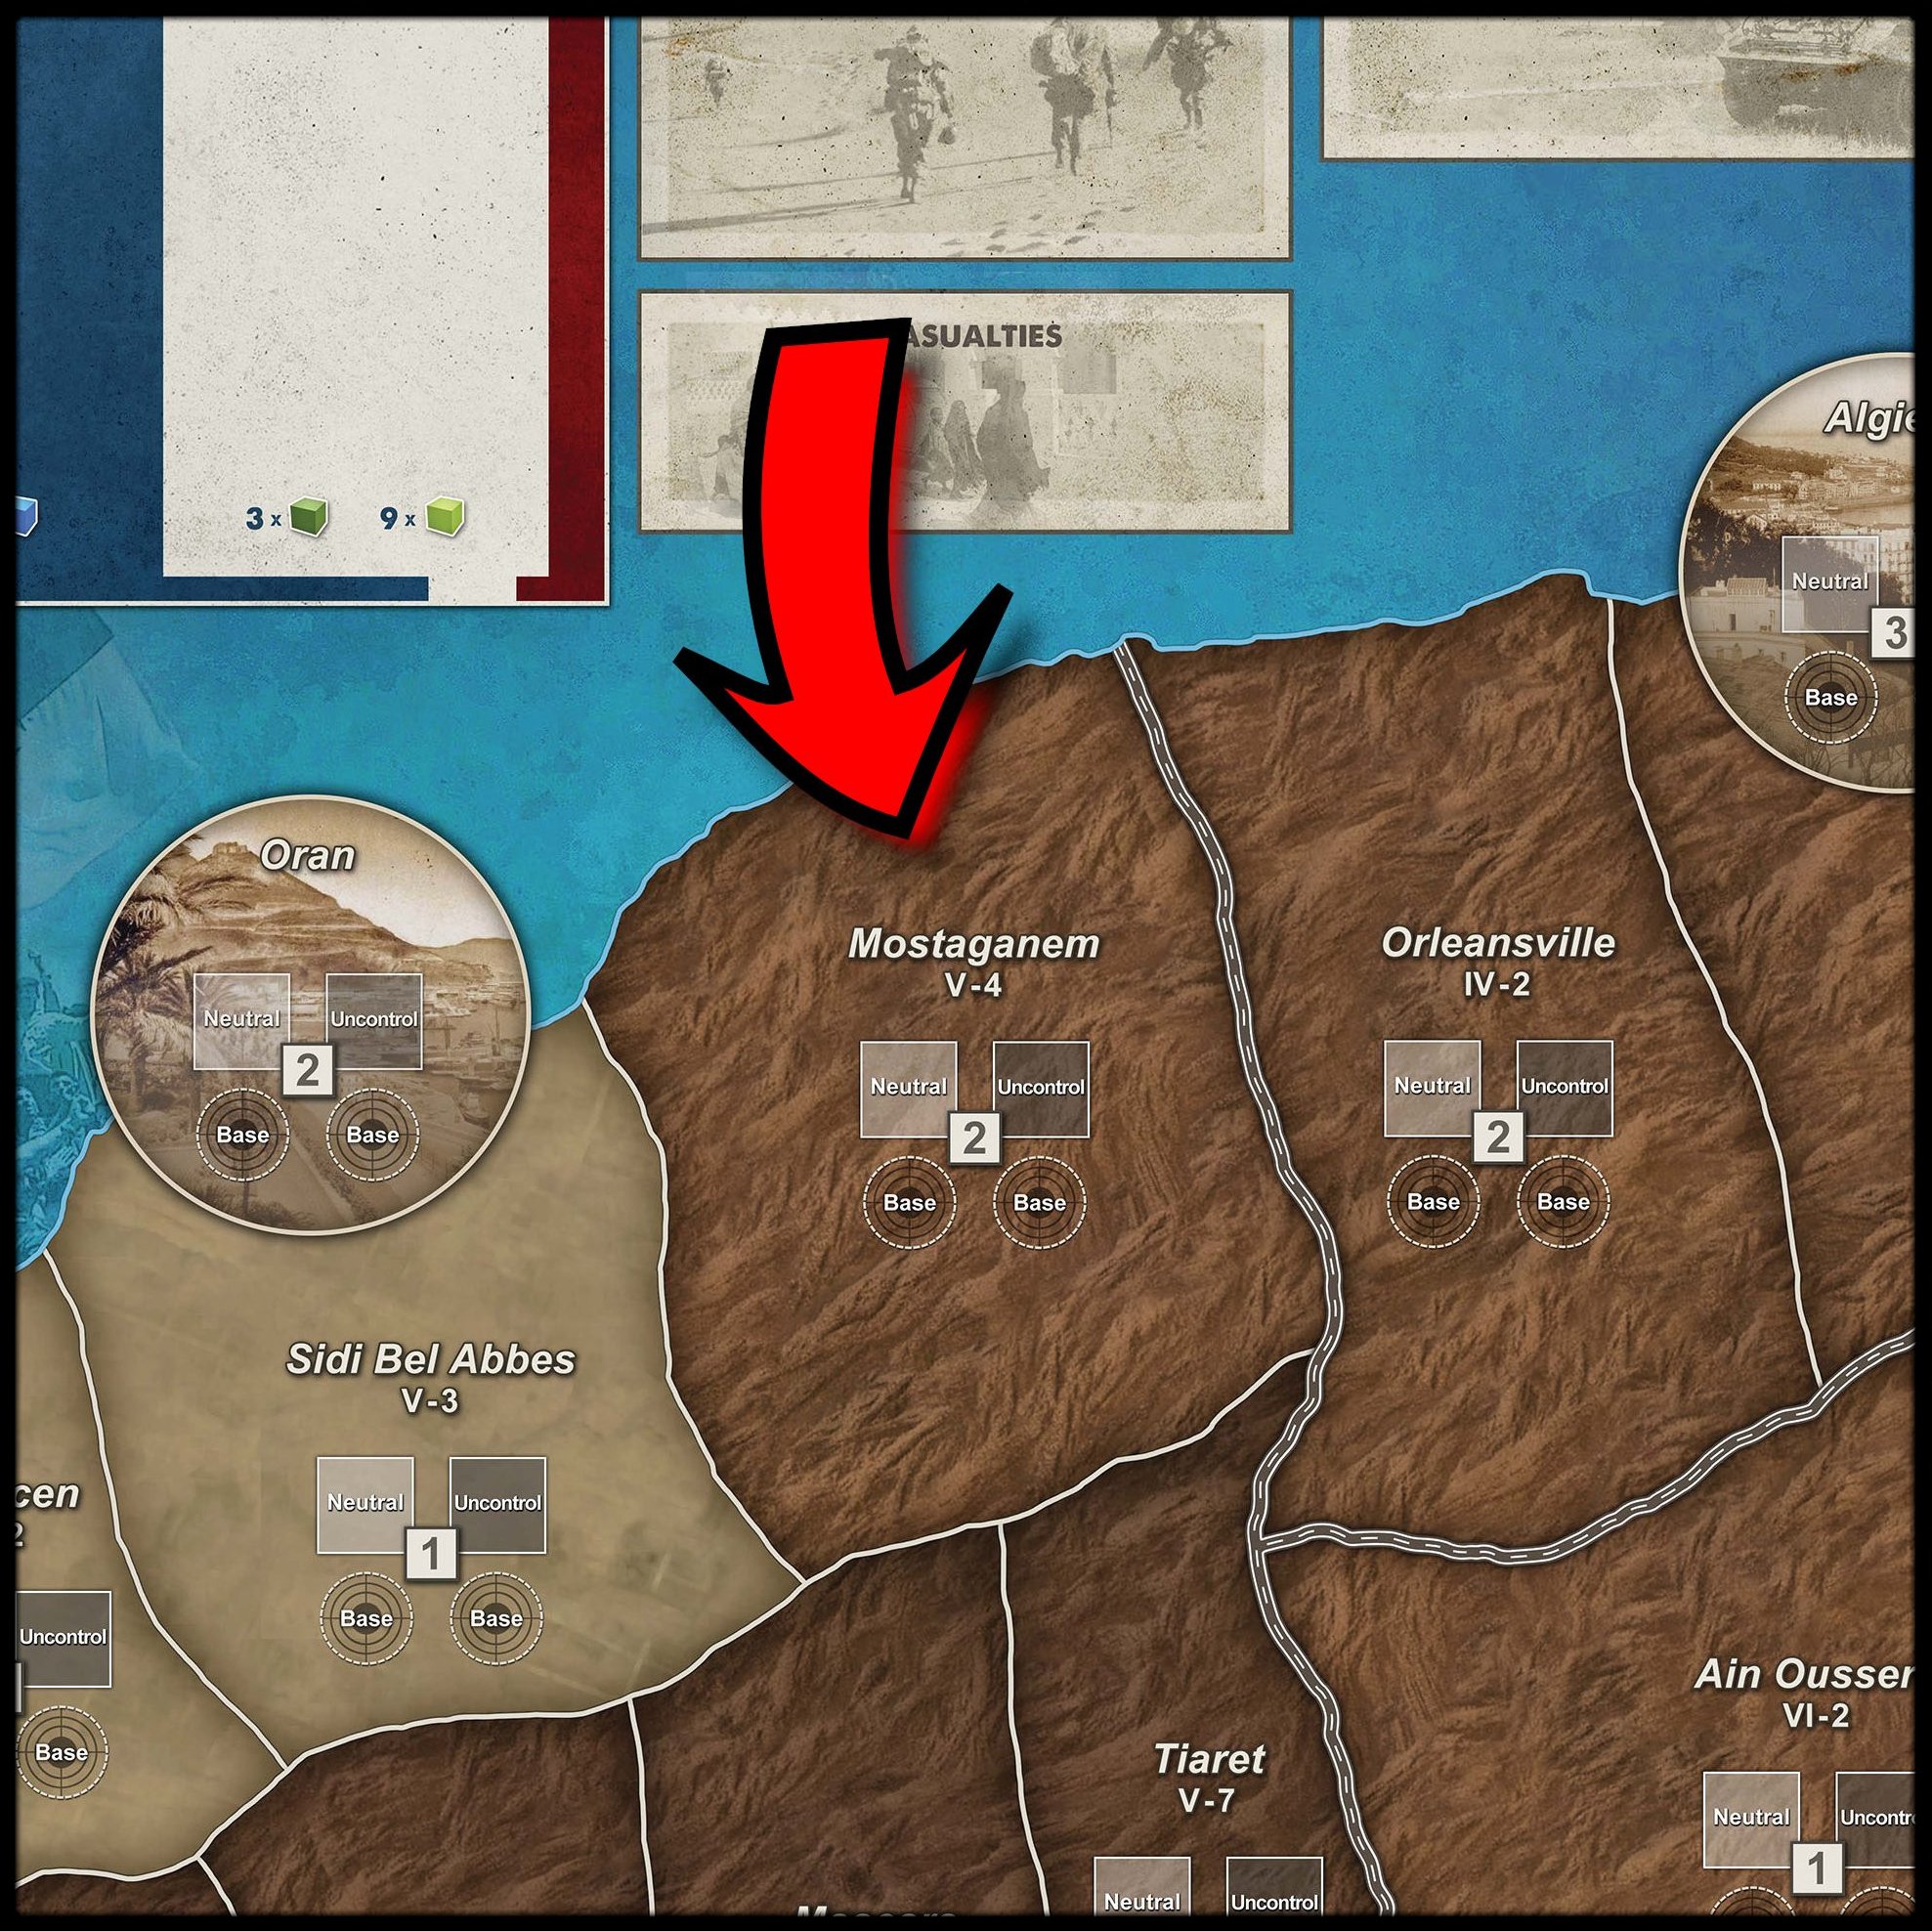 ASUALTIES
3 x
9 x
Algie
Neutral
3
Base
Oran
Neutral
Uncontrol
2
Base
Base
Mostaganem
V-4
Neutral
Uncontrol
2
Base
Base
Orleansville
IV-2
Neutral
Uncontrol
2
Base
Base
Sidi Bel Abbes
V-3
Neutral
Uncontrol
1
Base
Base
cen
2
Uncontrol
Base
Ain Ousser
VI-2
Neutral
Uncontr
1
Tiaret
V-7
Neutral
Uncontrol